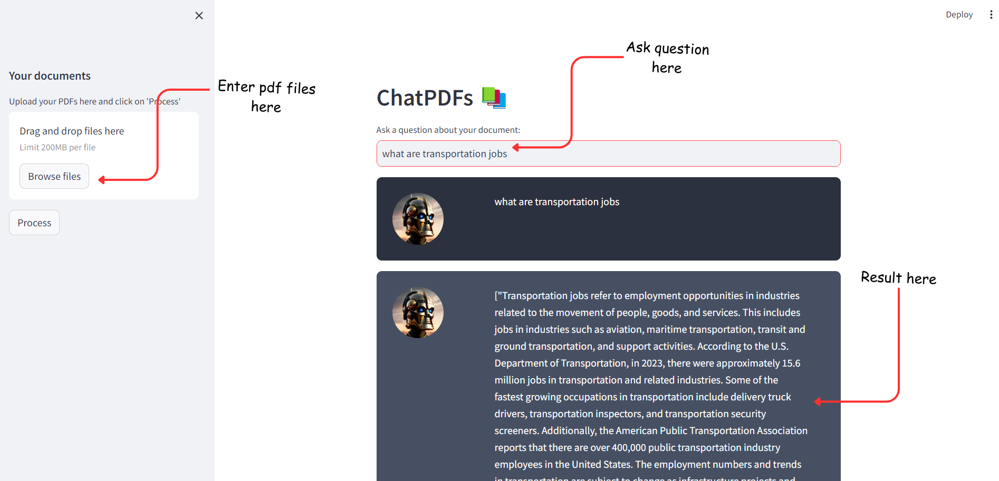 Deploy
Your documents
Upload your PDFs here and click on 'Process'
Drag and drop files here
Limit 200MB per file
Browse files
Process
Enter pdf files
here
Ask question
here
ChatPDFs
Ask a question about your document:
what are transportation jobs
what are transportation jobs
Result here
["Transportation jobs refer to employment opportunities in industries
related to the movement of people, goods, and services. This includes
jobs in industries such as aviation, maritime transportation, transit and
ground transportation, and support activities. According to the U.S.
Department of Transportation, in 2023, there were approximately 15.6
million jobs in transportation and related industries. Some of the
fastest growing occupations in transportation include delivery truck
drivers, transportation inspectors, and transportation security
screeners. Additionally, the American Public Transportation Association
reports that there are over 400,000 public transportation industry
employees in the United States. The employment numbers and trends
in transportation are subject to change as infrastructure projects and